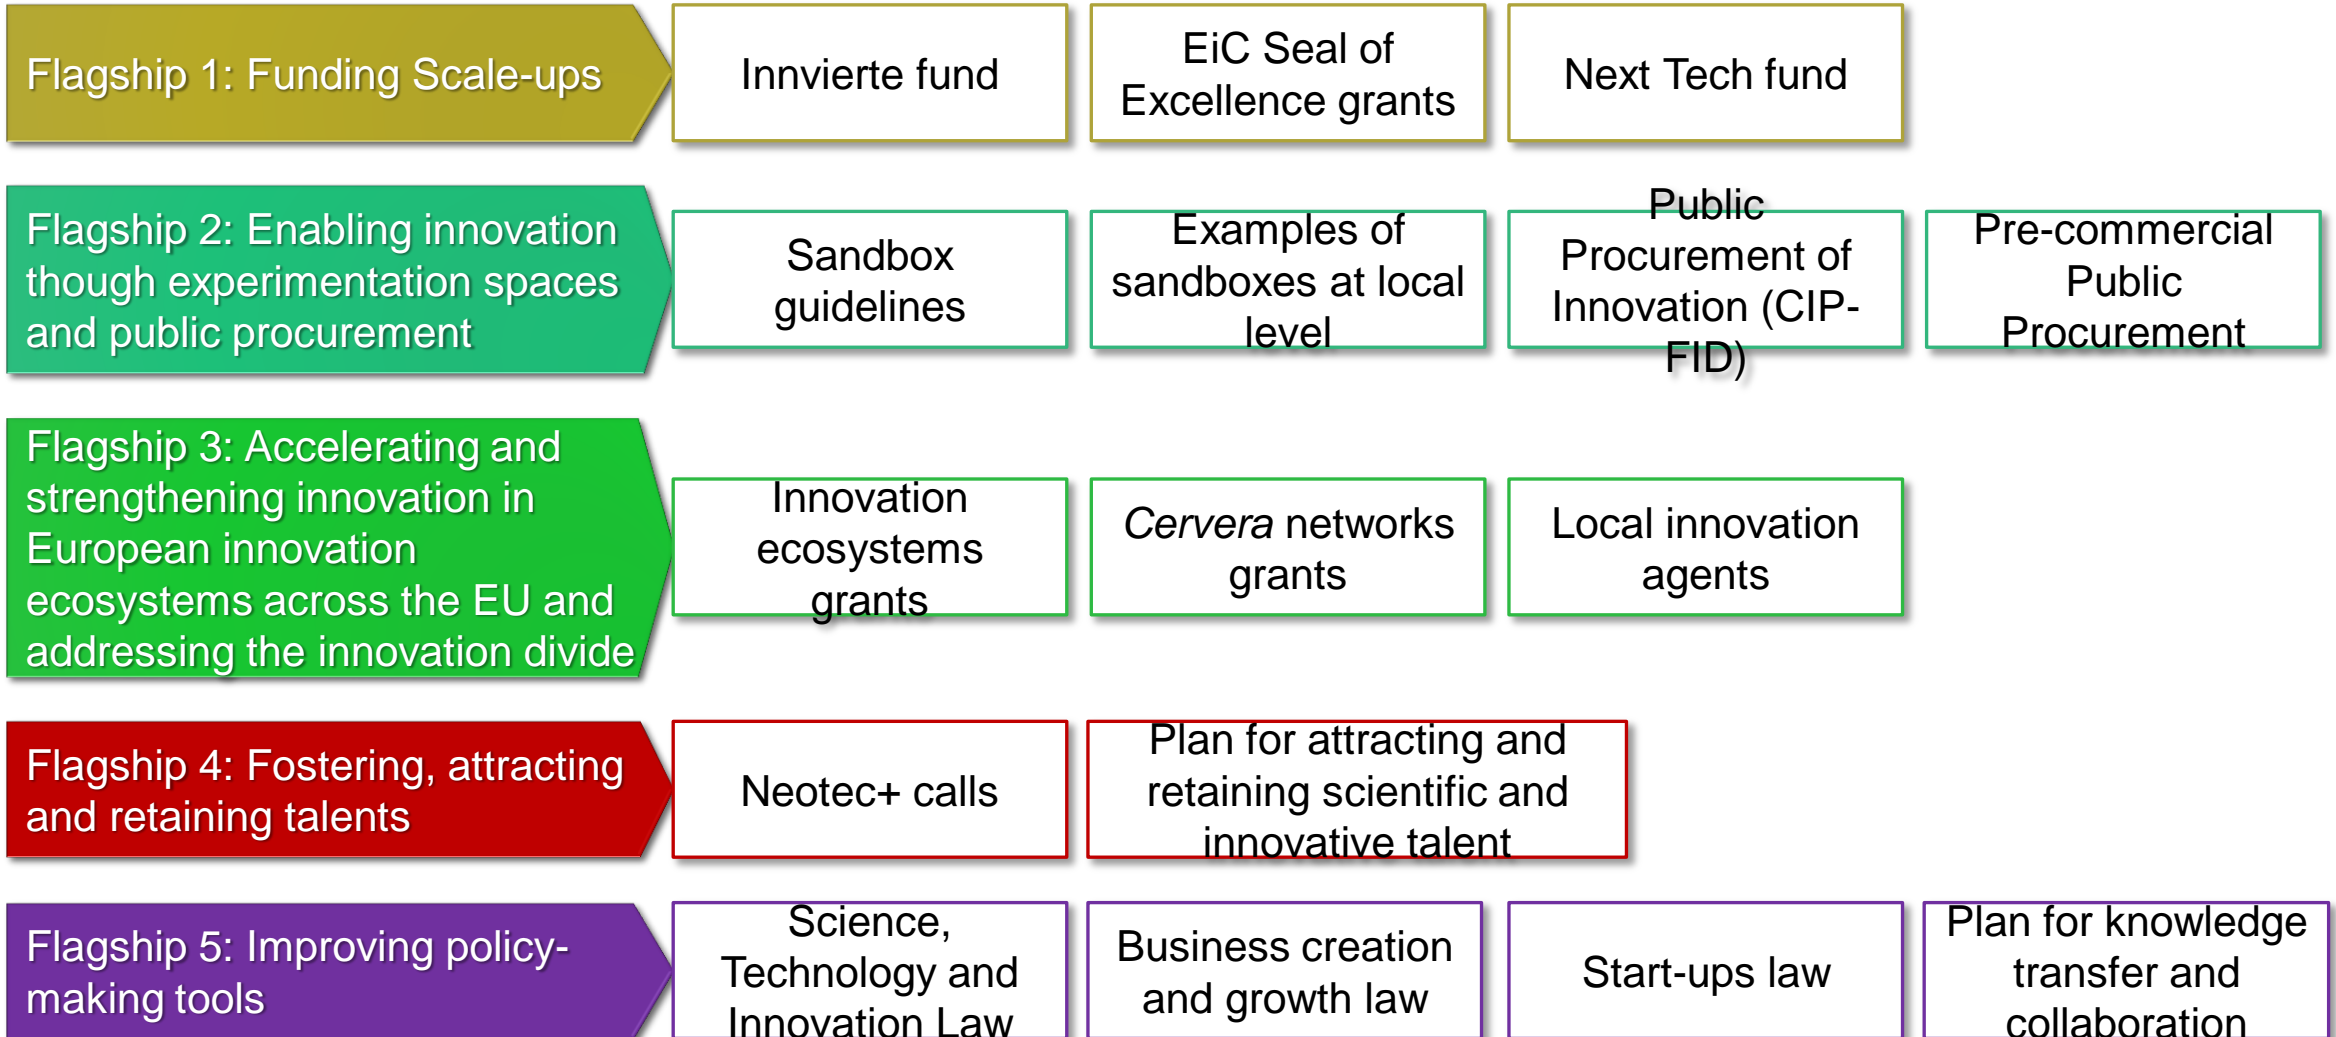 Flagship 1: Funding Scale-ups
Innvierte fund
EiC Seal of
Excellence grants
Next Tech fund
Flagship 2: Enabling innovation
though experimentation spaces
and public procurement
Sandbox
guidelines
Examples of
sandboxes at local
level
Public
Procurement of
Innovation (CIP-
FID)
Pre-commercial
Public
Procurement
Flagship 3: Accelerating and
strengthening innovation in
European innovation
ecosystems across the EU and
addressing the innovation divide
Innovation
ecosystems
grants
Cervera networks
grants
Local innovation
agents
Flagship 4: Fostering, attracting
and retaining talents
Neotec+ calls
Plan for attracting and
retaining scientific and
innovative talent
Flagship 5: Improving policy-
making tools
Science,
Technology and
Innovation Law
Business creation
and growth law
Start-ups law
Plan for knowledge
transfer and
collaboration